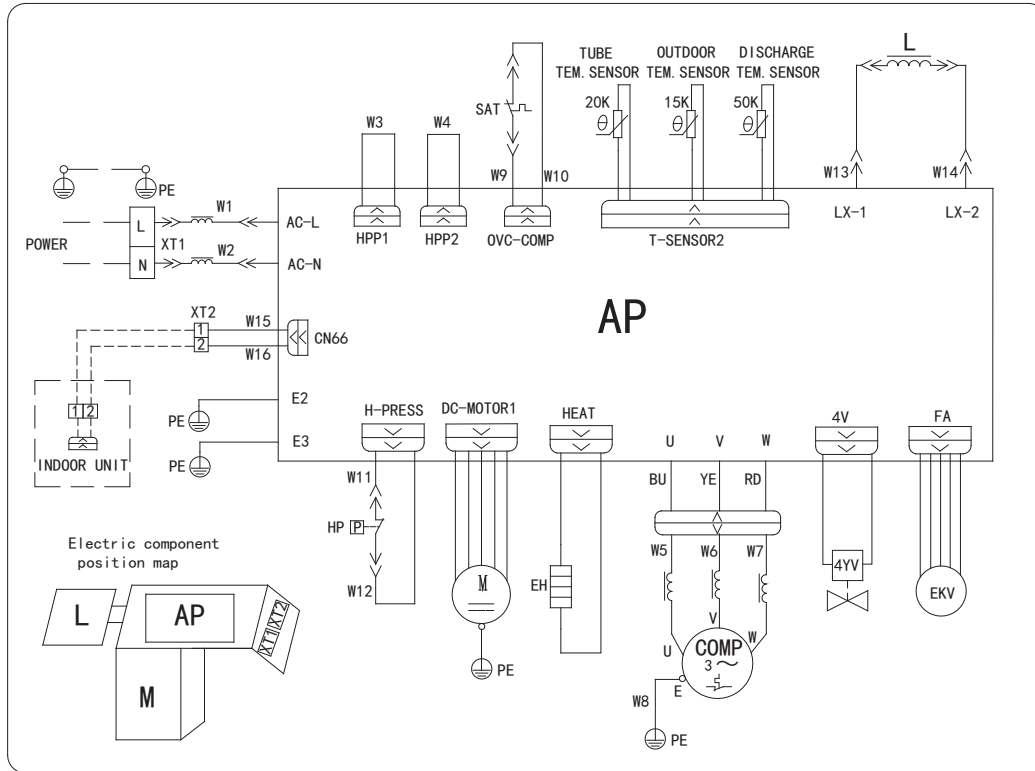 TUBE
TEM. SENSOR
OUTDOOR
TEM. SENSOR
DISCHARGE
TEM. SENSOR
L
20K
15K
50K
θ
θ
θ
SAT
W3
W4
W9
W10
W13
W14
PE
HPP1
HPP2
OVC-COMP
T-SENSOR2
LX-1
LX-2
POWER
L
N
XT1
W1
W2
AC-L
AC-N
AP
XT2
1
2
W15
W16
CN66
1 2
INDOOR UNIT
PE
E2
PE
E3
H-PRESS
DC-MOTOR1
HEAT
U
V
W
4V
FA
BU
YE
RD
W11
HP
P
W12
M
PE
EH
W5
W6
W7
V
U
W
COMP
3 ~
E
W8
PE
4YV
EKV
Electric component
position map
L
AP
XT1 XT2
M